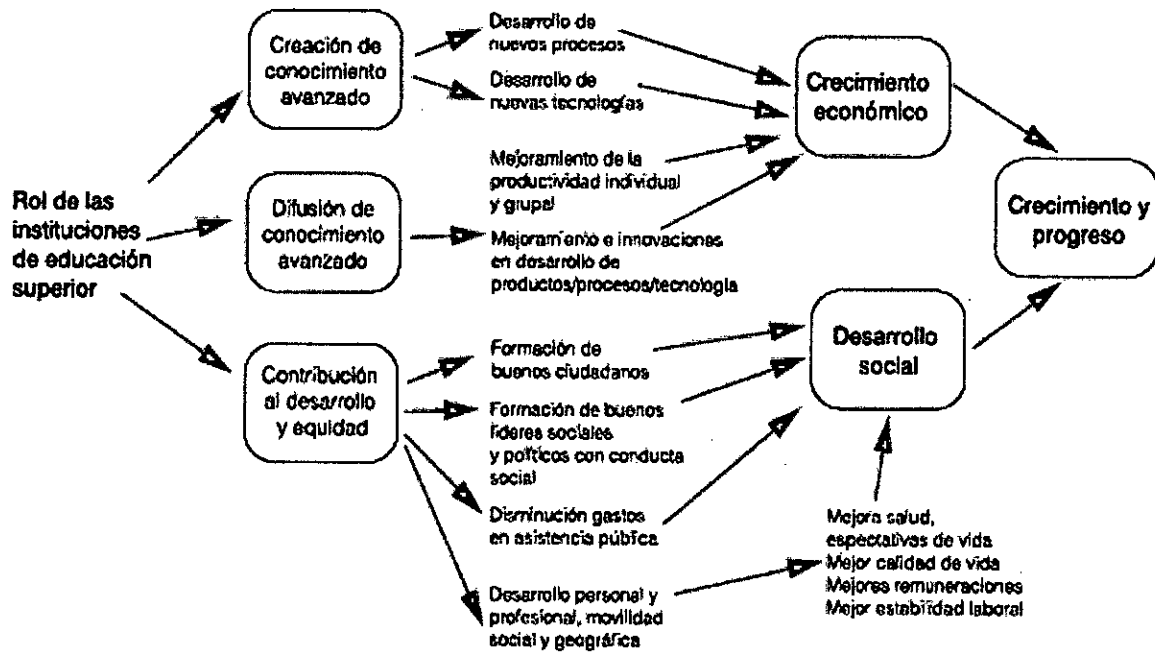 Rol de las
instituciones
de educación
superior
Creación de
conocimiento
avanzado
Difusión de
conocimiento
avanzado
Contribución
al desarrollo
y equidad
Desarrollo de
nuevos procesos
Desarrollo de
nuevas tecnologías
Mejoramiento de la
productividad individual
y grupal
Mejoramiento e innovaciones
en desarrollo de
productos/procesos/tecnología
Formación de
buenos ciudadanos
Formación de buenos
líderes sociales
y políticos con conducta
social
Disminución gastos
en asistencia pública
Desarrollo personal y
profesional, movilidad
social y geográfica
Crecimiento
económico
Desarrollo
social
Mejora salud,
espectativas de vida
Mejor calidad de vida
Mejores remuneraciones
Mejor estabilidad laboral
Crecimiento y
progreso